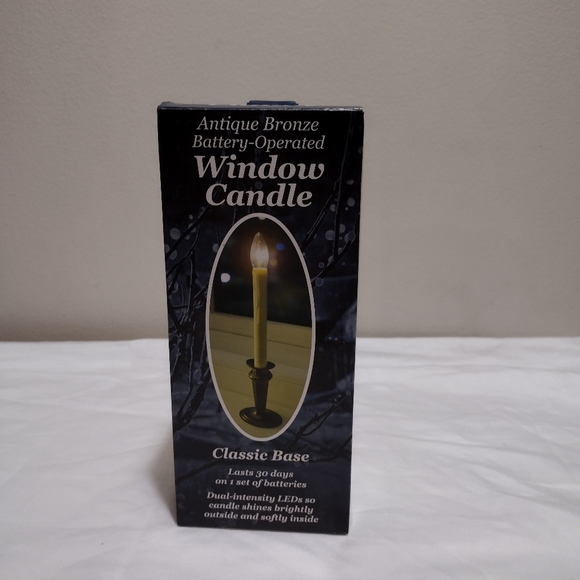 Antique Bronze
Battery-Operated
Window
Candle
Classic Base
Lasts 30 days
on 1 set of batteries
Dual-intensity LEDs so
candle shines brightly
outside and softly inside